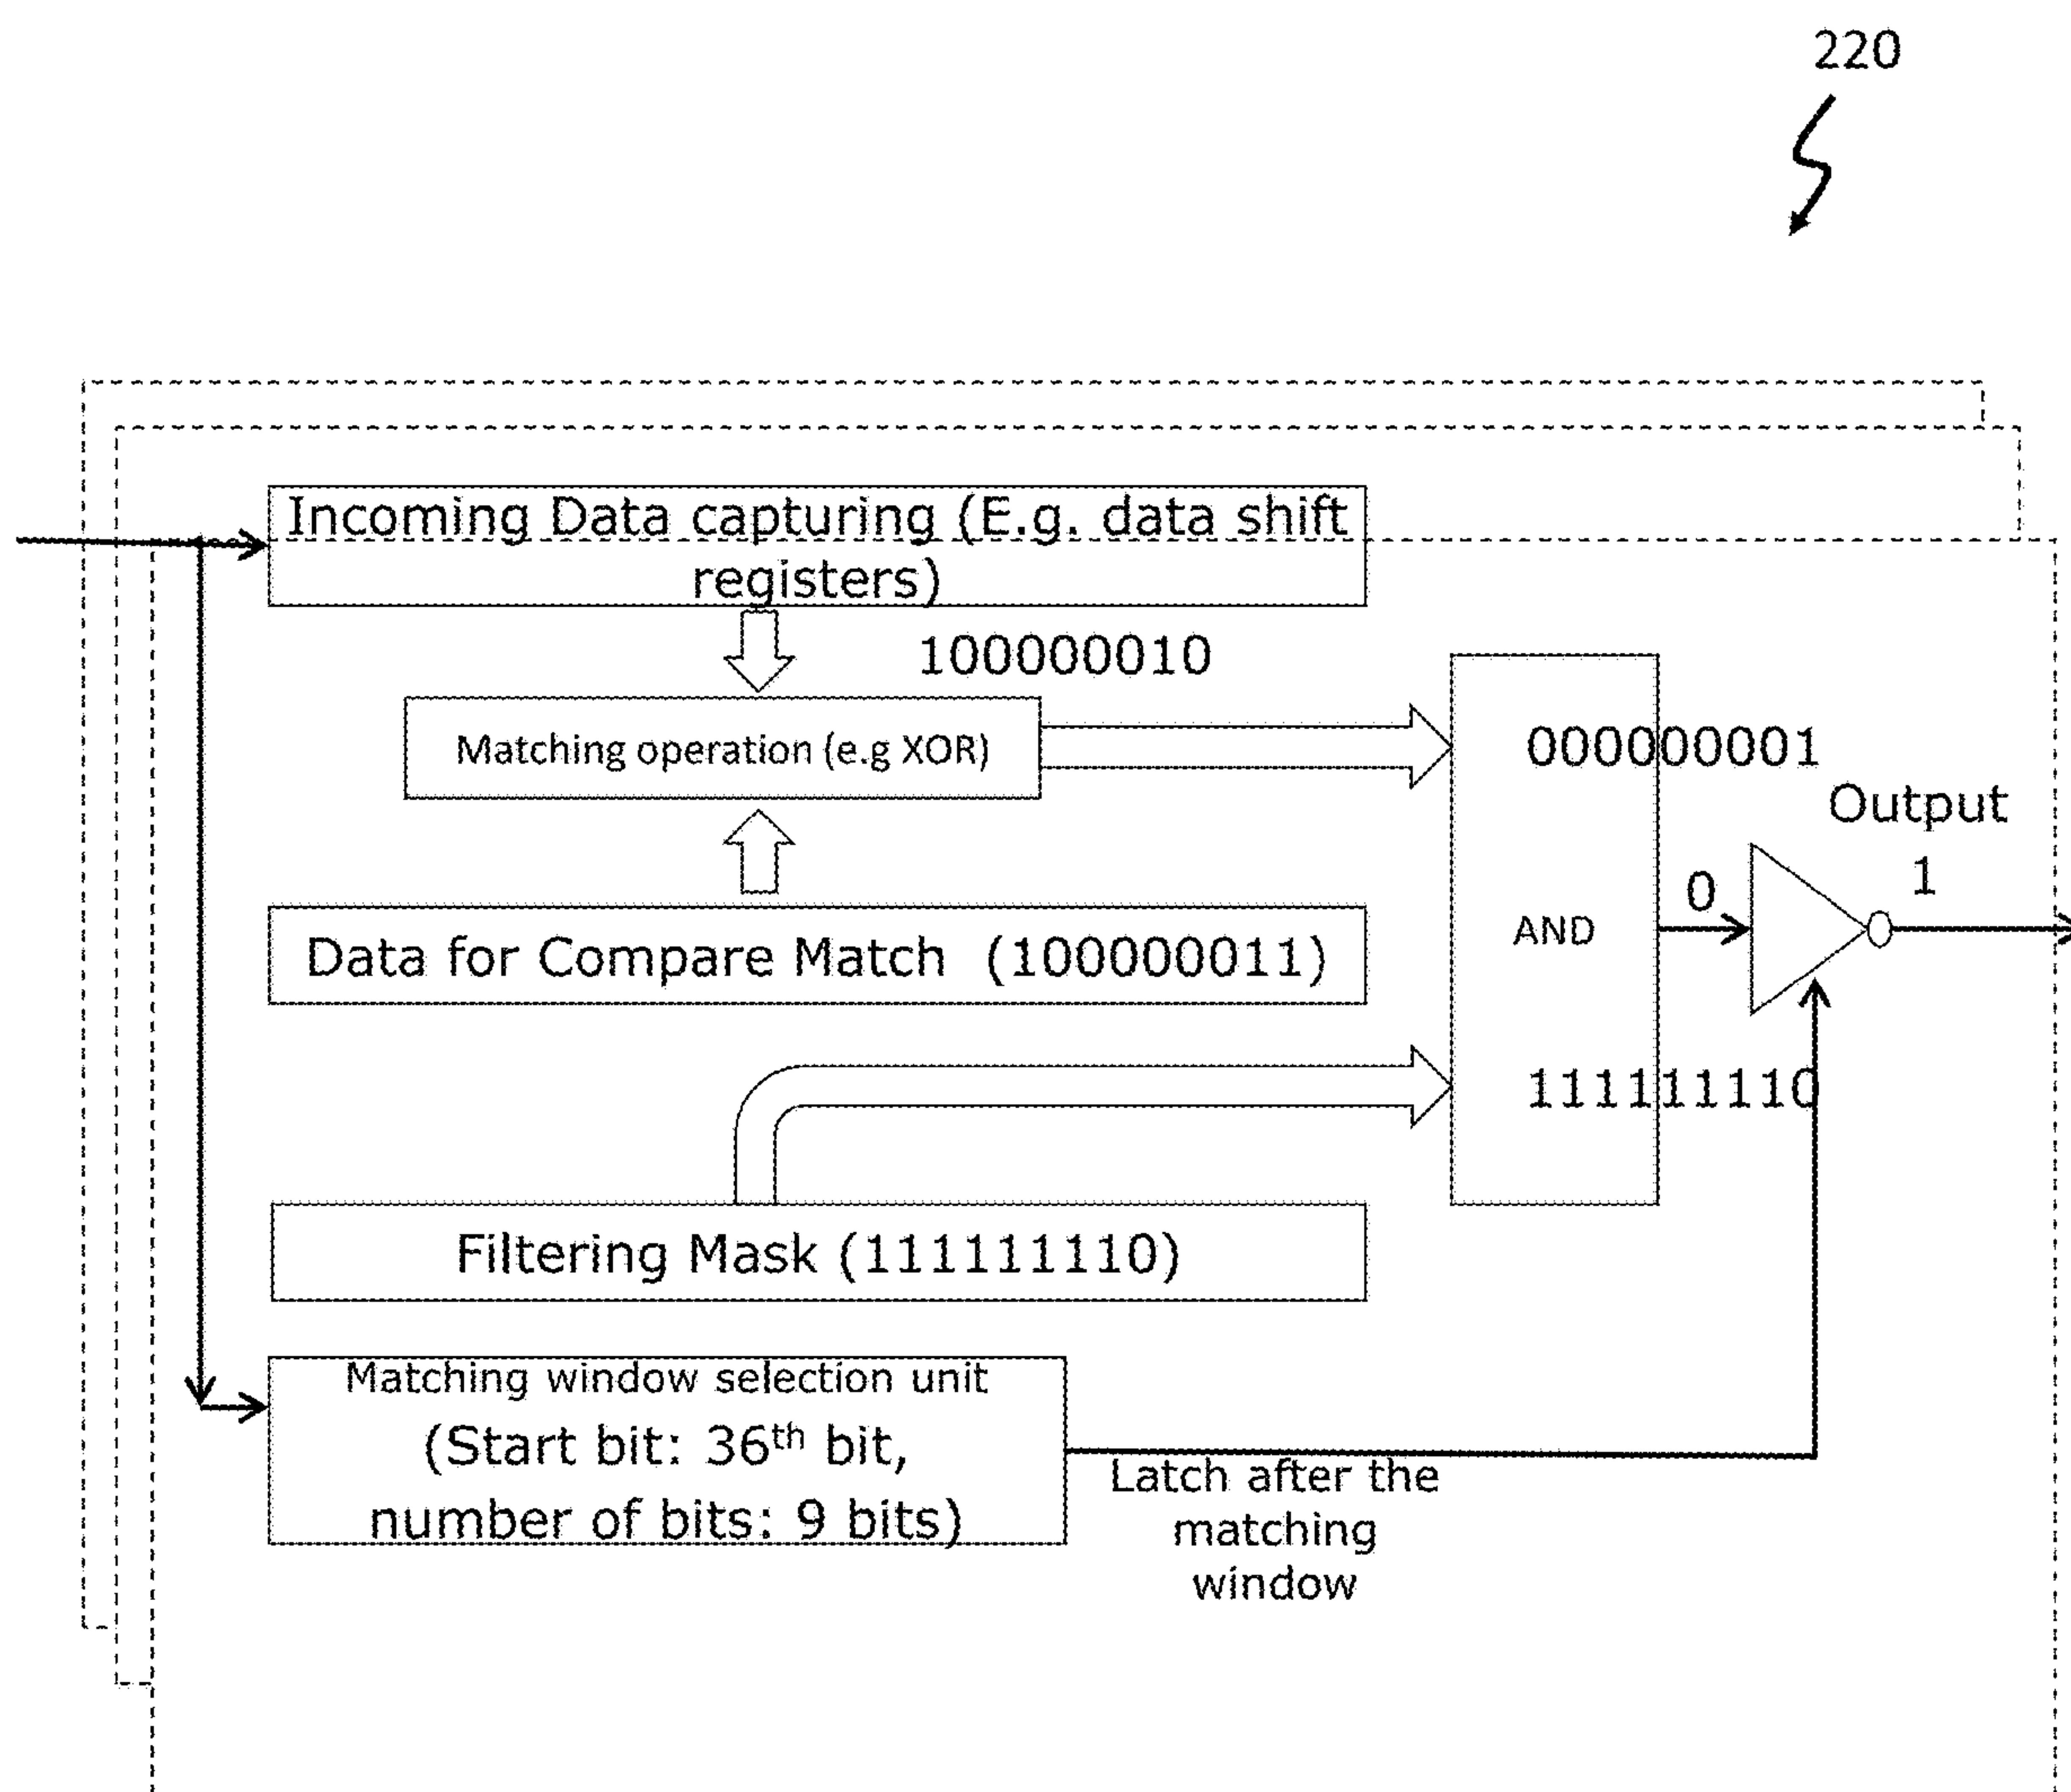 220
Incoming Data capturing (E.g. data shift
registers)
100000010
Matching operation (e.g XOR)
000000001
Output
1
0
AND
Data for Compare Match (100000011)
111111110
Filtering Mask (111111110)
Matching window selection unit
(Start bit: 36th bit,
number of bits: 9 bits)
Latch after the
matching
window